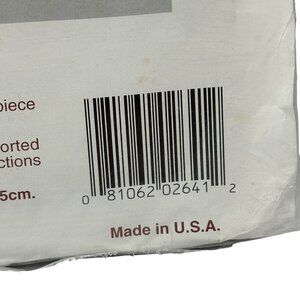 piece
orted
ctions
5cm.
0 81062 02641 2
Made in U.S.A.